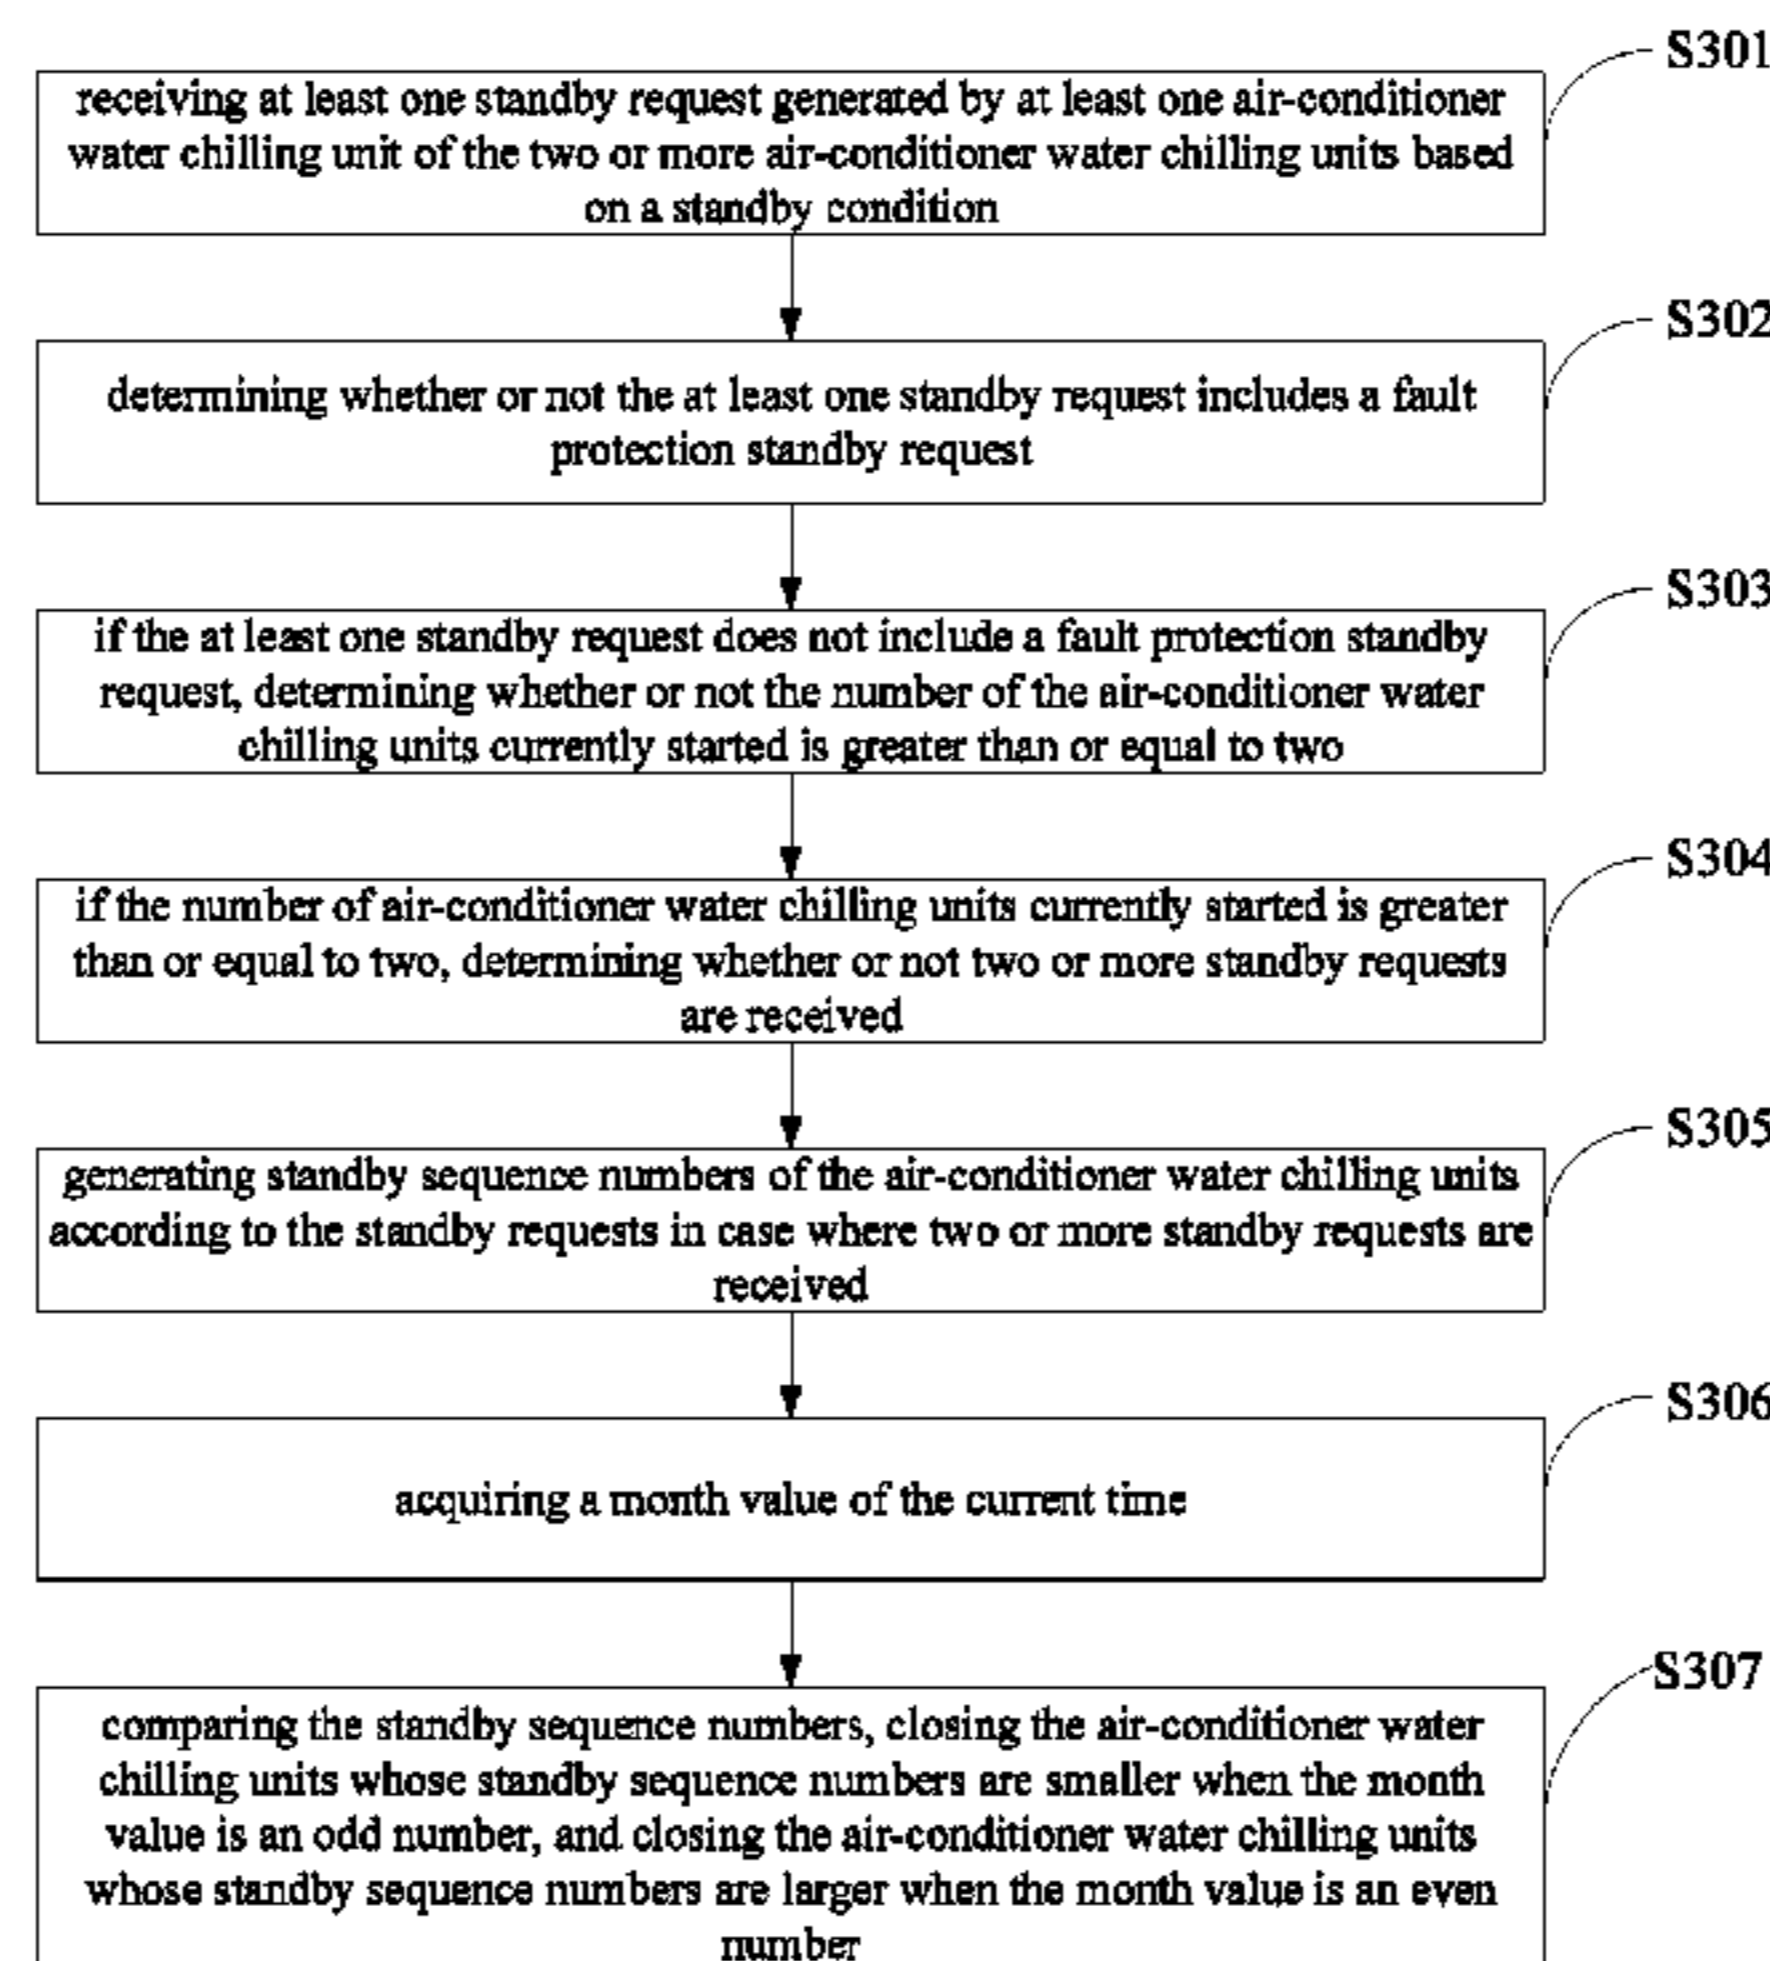 S301
receiving at least one standby request generated by at least one air-conditioner
water chilling unit of the two or more air-conditioner water chilling units based
on a standby condition
S302
determining whether or not the at least one standby request includes a fault
protection standby request
S303
if the at least one standby request does not include a fault protection standby
request, determining whether or not the number of the air-conditioner water
chilling units currently started is greater than or equal to two
S304
if the number of air-conditioner water chilling units currently started is greater
than or equal to two, determining whether or not two or more standby requests
are received
S305
generating standby sequence numbers of the air-conditioner water chilling units
according to the standby requests in case where two or more standby requests are
received
S306
acquiring a month value of the current time
S307
comparing the standby sequence numbers, closing the air-conditioner water
chilling units whose standby sequence numbers are smaller when the month
value is an odd number, and closing the air-conditioner water chilling units
whose standby sequence numbers are larger when the month value is an even
number